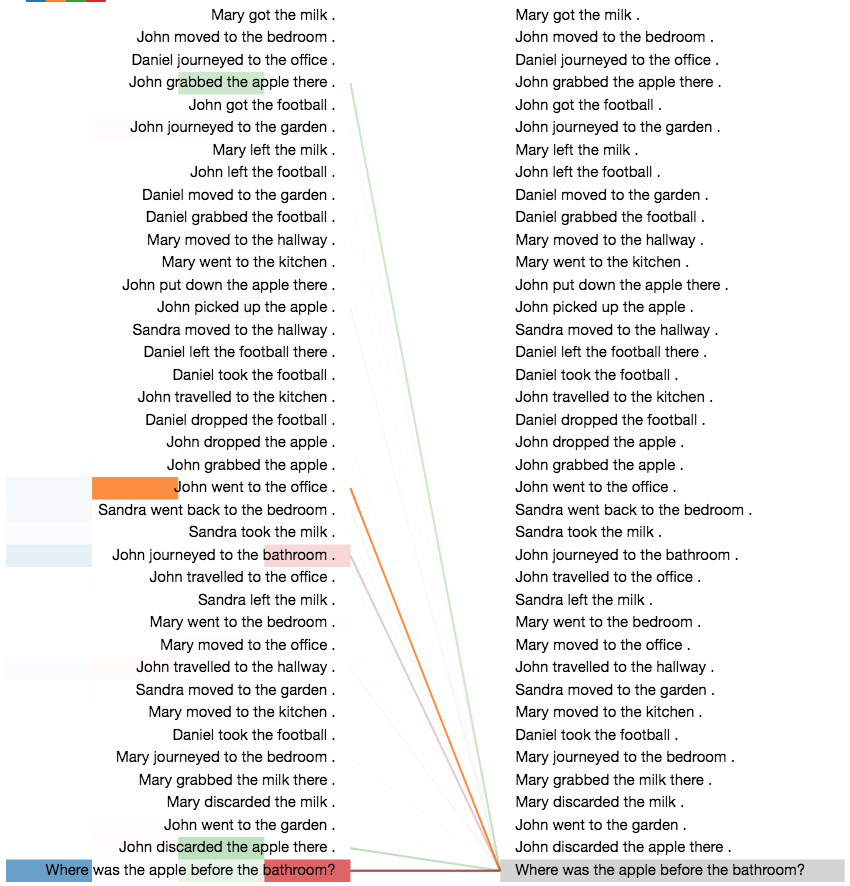 Mary got the milk . Mary got the milk .
John moved to the bedroom . John moved to the bedroom .
Daniel journeyed to the office . Daniel journeyed to the office .
John grabbed the apple there . John grabbed the apple there .
John got the football . John got the football .
John journeyed to the garden . John journeyed to the garden .
Mary left the milk . Mary left the milk .
John left the football . John left the football .
Daniel moved to the garden . Daniel moved to the garden .
Daniel grabbed the football . Daniel grabbed the football .
Mary moved to the hallway . Mary moved to the hallway .
Mary went to the kitchen . Mary went to the kitchen .
John put down the apple there . John put down the apple there .
John picked up the apple . John picked up the apple .
Sandra moved to the hallway . Sandra moved to the hallway .
Daniel left the football there . Daniel left the football there .
Daniel took the football . Daniel took the football .
John travelled to the kitchen . John travelled to the kitchen .
Daniel dropped the football . Daniel dropped the football .
John dropped the apple . John dropped the apple .
John grabbed the apple . John grabbed the apple .
John went to the office . John went to the office .
Sandra went back to the bedroom . Sandra went back to the bedroom .
Sandra took the milk . Sandra took the milk .
John journeyed to the bathroom . John journeyed to the bathroom .
John travelled to the office . John travelled to the office .
Sandra left the milk . Sandra left the milk .
Mary went to the bedroom . Mary went to the bedroom .
Mary moved to the office . Mary moved to the office .
John travelled to the hallway . John travelled to the hallway .
Sandra moved to the garden . Sandra moved to the garden .
Mary moved to the kitchen . Mary moved to the kitchen .
Daniel took the football . Daniel took the football .
Mary journeyed to the bedroom . Mary journeyed to the bedroom .
Mary grabbed the milk there . Mary grabbed the milk there .
Mary discarded the milk . Mary discarded the milk .
John went to the garden . John went to the garden .
John discarded the apple there . John discarded the apple there .
Where was the apple before the bathroom? Where was the apple before the bathroom?